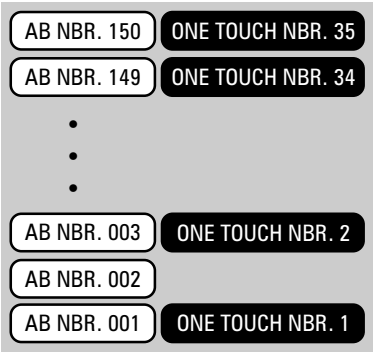 AB NBR. 150 ONE TOUCH NBR. 35
AB NBR. 149 ONE TOUCH NBR. 34
AB NBR. 003 ONE TOUCH NBR. 2
AB NBR. 002
AB NBR. 001 ONE TOUCH NBR. 1